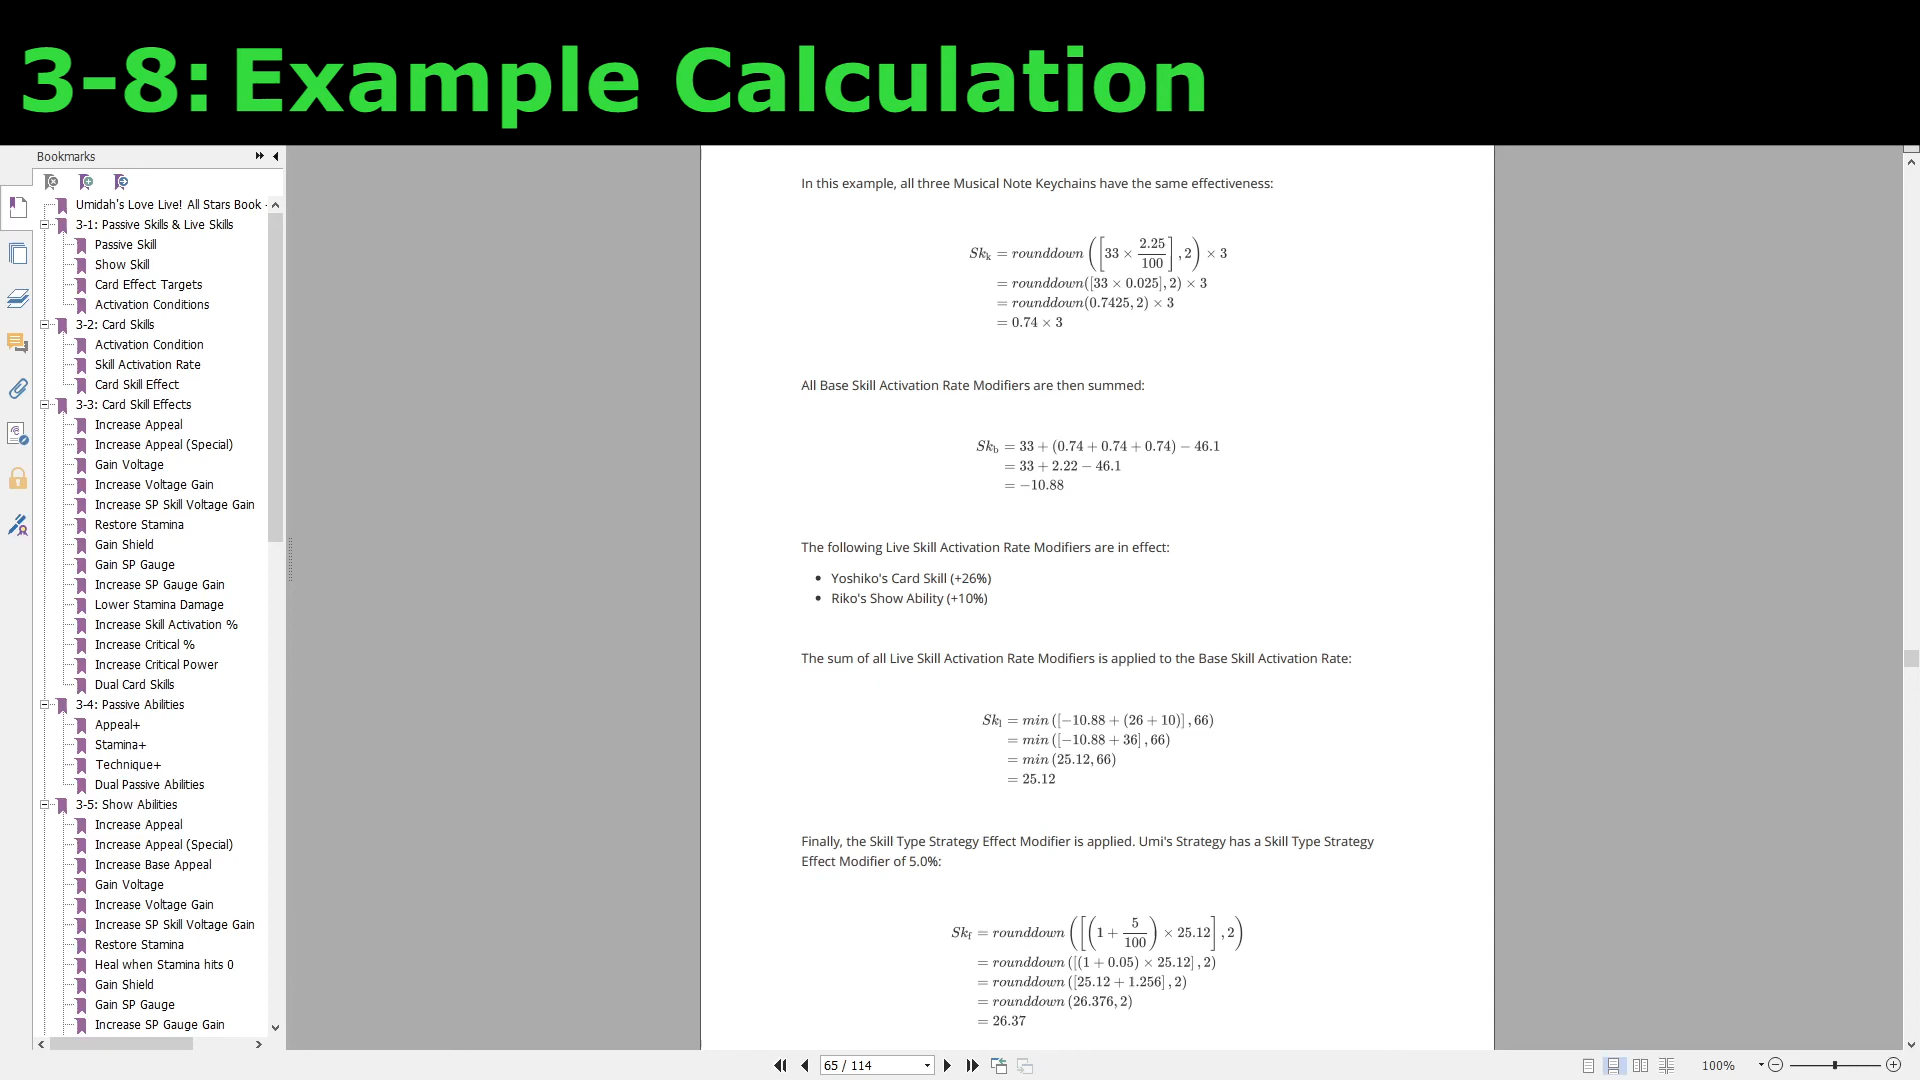 3-8: Example Calculation
Bookmarks
Umidah's Love Live! All Stars Book -
3-1: Passive Skills & Live Skills
Passive Skill
Show Skill
Card Effect Targets
Activation Conditions
3-2: Card Skills
Activation Condition
Skill Activation Rate
Card Skill Effect
3-3: Card Skill Effects
Increase Appeal
Increase Appeal (Special)
Gain Voltage
Increase Voltage Gain
Increase SP Skill Voltage Gain
Restore Stamina
Gain Shield
Gain SP Gauge
Increase SP Gauge Gain
Lower Stamina Damage
Increase Skill Activation %
Increase Critical %
Increase Critical Power
Dual Card Skills
3-4: Passive Abilities
Appeal+
Stamina+
Technique+
Dual Passive Abilities
3-5: Show Abilities
Increase Appeal
Increase Appeal (Special)
Increase Base Appeal
Gain Voltage
Increase Voltage Gain
Increase SP Skill Voltage Gain
Restore Stamina
Heal when Stamina hits 0
Gain Shield
Gain SP Gauge
Increase SP Gauge Gain
In this example, all three Musical Note Keychains have the same effectiveness:
Skk = rounddown ([33 × 2.25/100], 2) × 3
= rounddown([33 × 0.025], 2) × 3
= rounddown(0.7425, 2) × 3
= 0.74 × 3
All Base Skill Activation Rate Modifiers are then summed:
Skb = 33 + (0.74 + 0.74 + 0.74) − 46.1
= 33 + 2.22 − 46.1
= −10.88
The following Live Skill Activation Rate Modifiers are in effect:
• Yoshiko's Card Skill (+26%)
• Riko's Show Ability (+10%)
The sum of all Live Skill Activation Rate Modifiers is applied to the Base Skill Activation Rate:
Skl = min ([−10.88 + (26 + 10)] , 66)
= min ([−10.88 + 36] , 66)
= min (25.12, 66)
= 25.12
Finally, the Skill Type Strategy Effect Modifier is applied. Umi's Strategy has a Skill Type Strategy
Effect Modifier of 5.0%:
Skf = rounddown ([(1 + 5/100) × 25.12], 2)
= rounddown ([(1 + 0.05) × 25.12] , 2)
= rounddown ([25.12 + 1.256] , 2)
= rounddown (26.376, 2)
= 26.37
65 / 114
100%